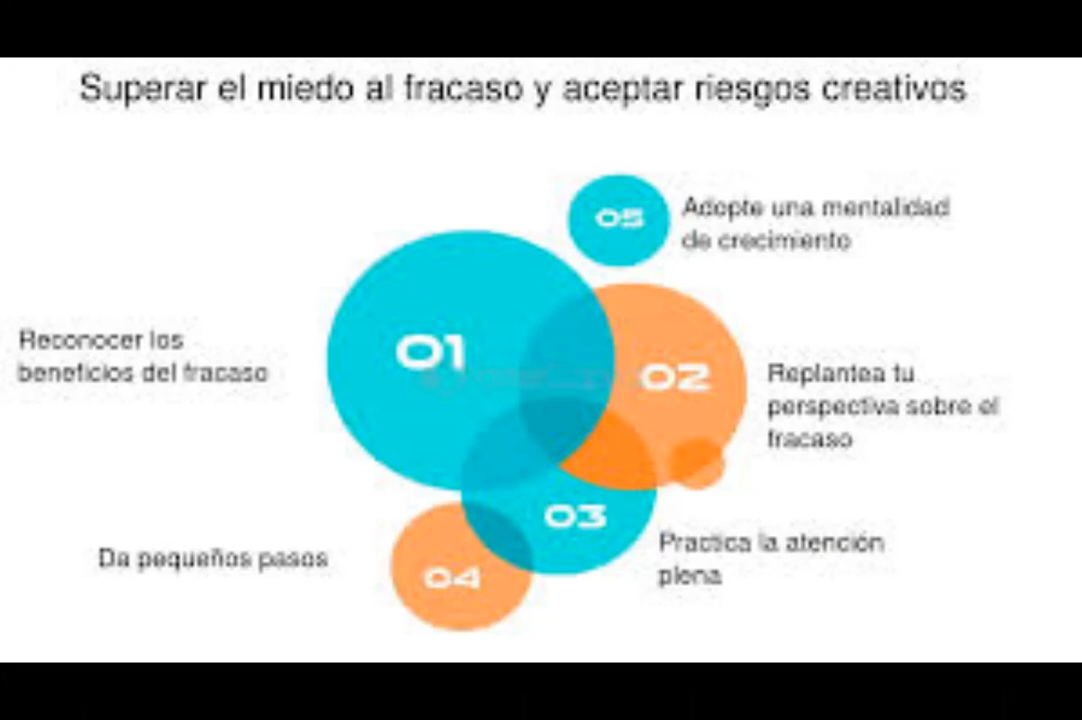 Superar el miedo al fracaso y aceptar riesgos creativos
05
Adopte una mentalidad
de crecimiento
01
Reconocer los
beneficios del fracaso
02
Replantea tu
perspectiva sobre el
fracaso
03
Practica la atención
plena
04
Da pequeños pasos